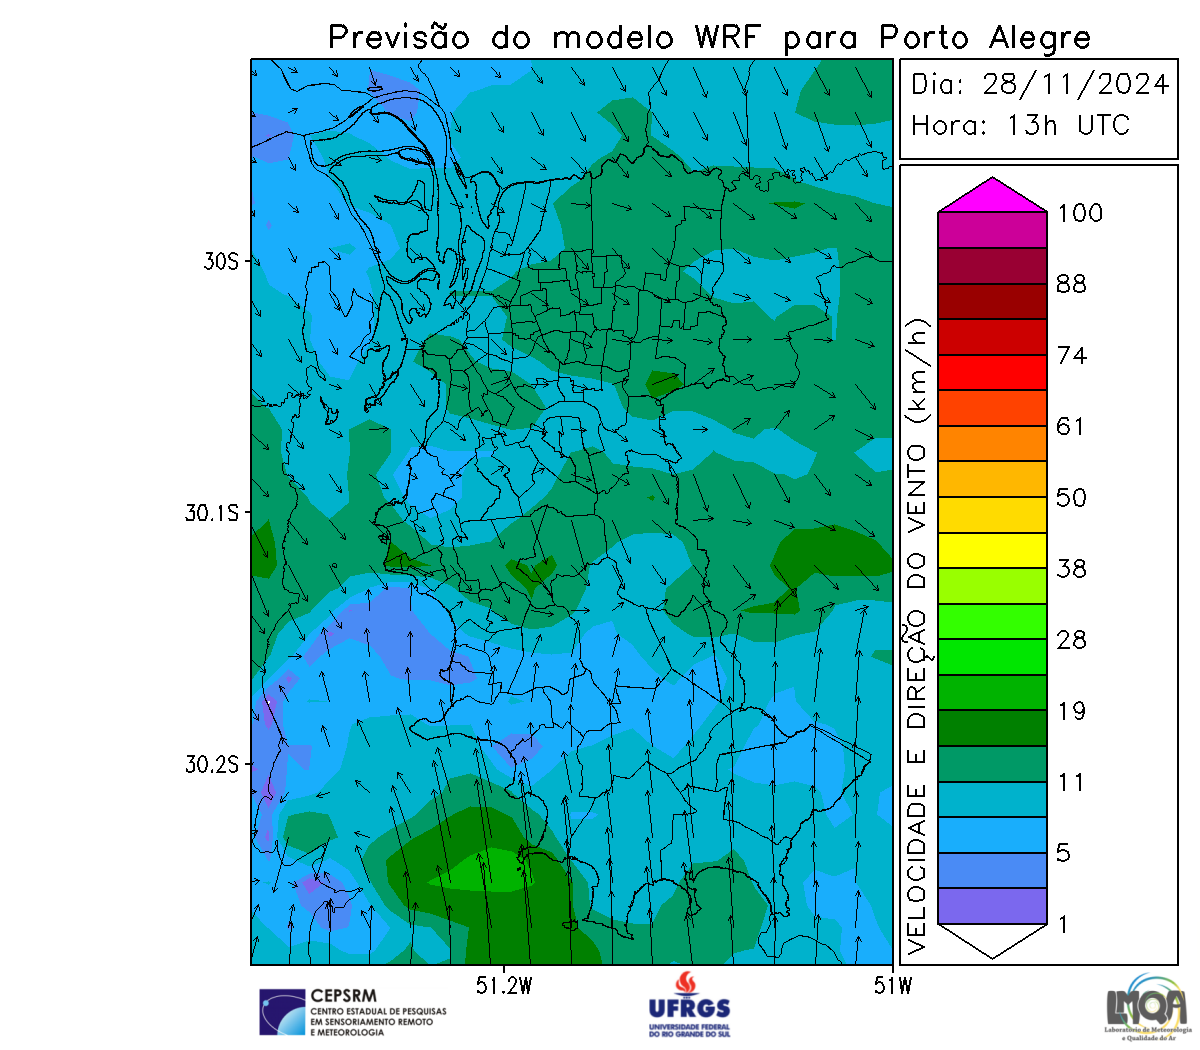 Previsão do modelo WRF para Porto Alegre
Dia: 28/11/2024
Hora: 13h UTC
30S
30.1S
30.2S
51.2W
51W
VELOCIDADE E DIREÇÃO DO VENTO (km/h)
100
88
74
61
50
38
28
19
11
5
1
CEPSRM
CENTRO ESTADUAL DE PESQUISAS
EM SENSORIAMENTO REMOTO
E METEOROLOGIA
UFRGS
UNIVERSIDADE FEDERAL
DO RIO GRANDE DO SUL
LMQA
Laboratório de Meteorologia
e Qualidade do Ar